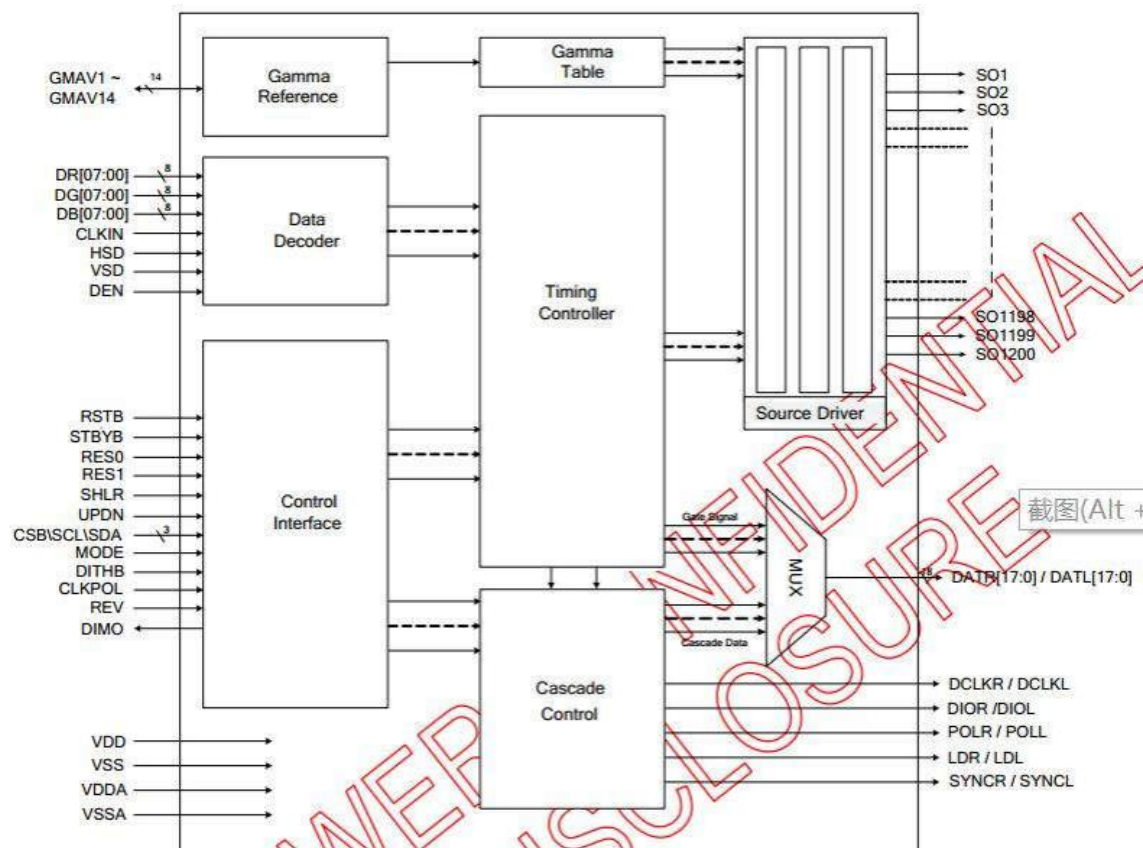 GMAV1 ~
GMAV14
14
Gamma
Reference
Gamma
Table
SO1
SO2
SO3
DR[07:00]
8
DG[07:00]
8
DB[07:00]
8
CLKIN
HSD
VSD
DEN
Data
Decoder
Timing
Controller
SO1198
SO1199
SO1200
Source Driver
RSTB
STBYB
RES0
RES1
SHLR
UPDN
CSB\SCL\SDA
3
MODE
DITHB
CLKPOL
REV
DIMO
Control
Interface
Gate Signal
MUX
18
DATR[17:0] / DATL[17:0]
Cascade Data
Cascade
Control
DCLKR / DCLKL
DIOR /DIOL
POLR / POLL
LDR / LDL
SYNCR / SYNCL
VDD
VSS
VDDA
VSSA
截图(Alt +
NFIDENTIAL
SCLOSURE